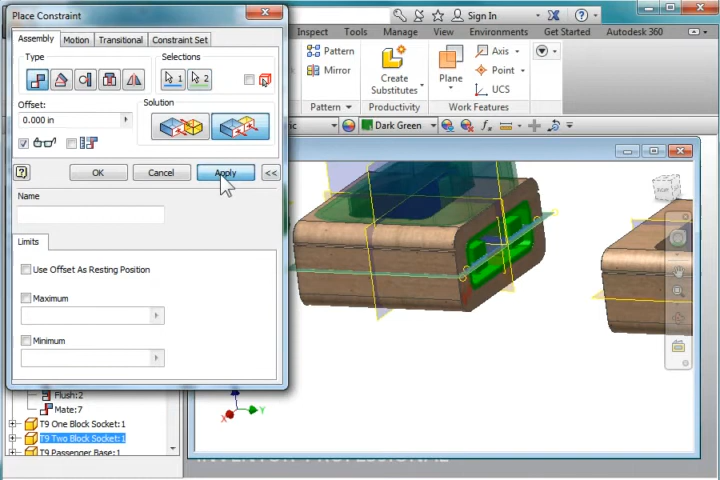 Place Constraint
Sign In
Assembly
Motion
Transitional
Constraint Set
Inspect
Tools
Manage
View
Environments
Get Started
Autodesk 360
Type
Selections
1
2
Pattern
Mirror
Create
Substitutes
Plane
Axis
Point
UCS
Offset:
Solution
0.000 in
Pattern
Productivity
Work Features
Dark Green
OK
Cancel
Apply
<<
Name
Limits
Use Offset As Resting Position
Maximum
Minimum
Flush:2
Mate:7
T9 One Block Socket:1
T9 Two Block Socket:1
T9 Passenger Base:1
X
Y